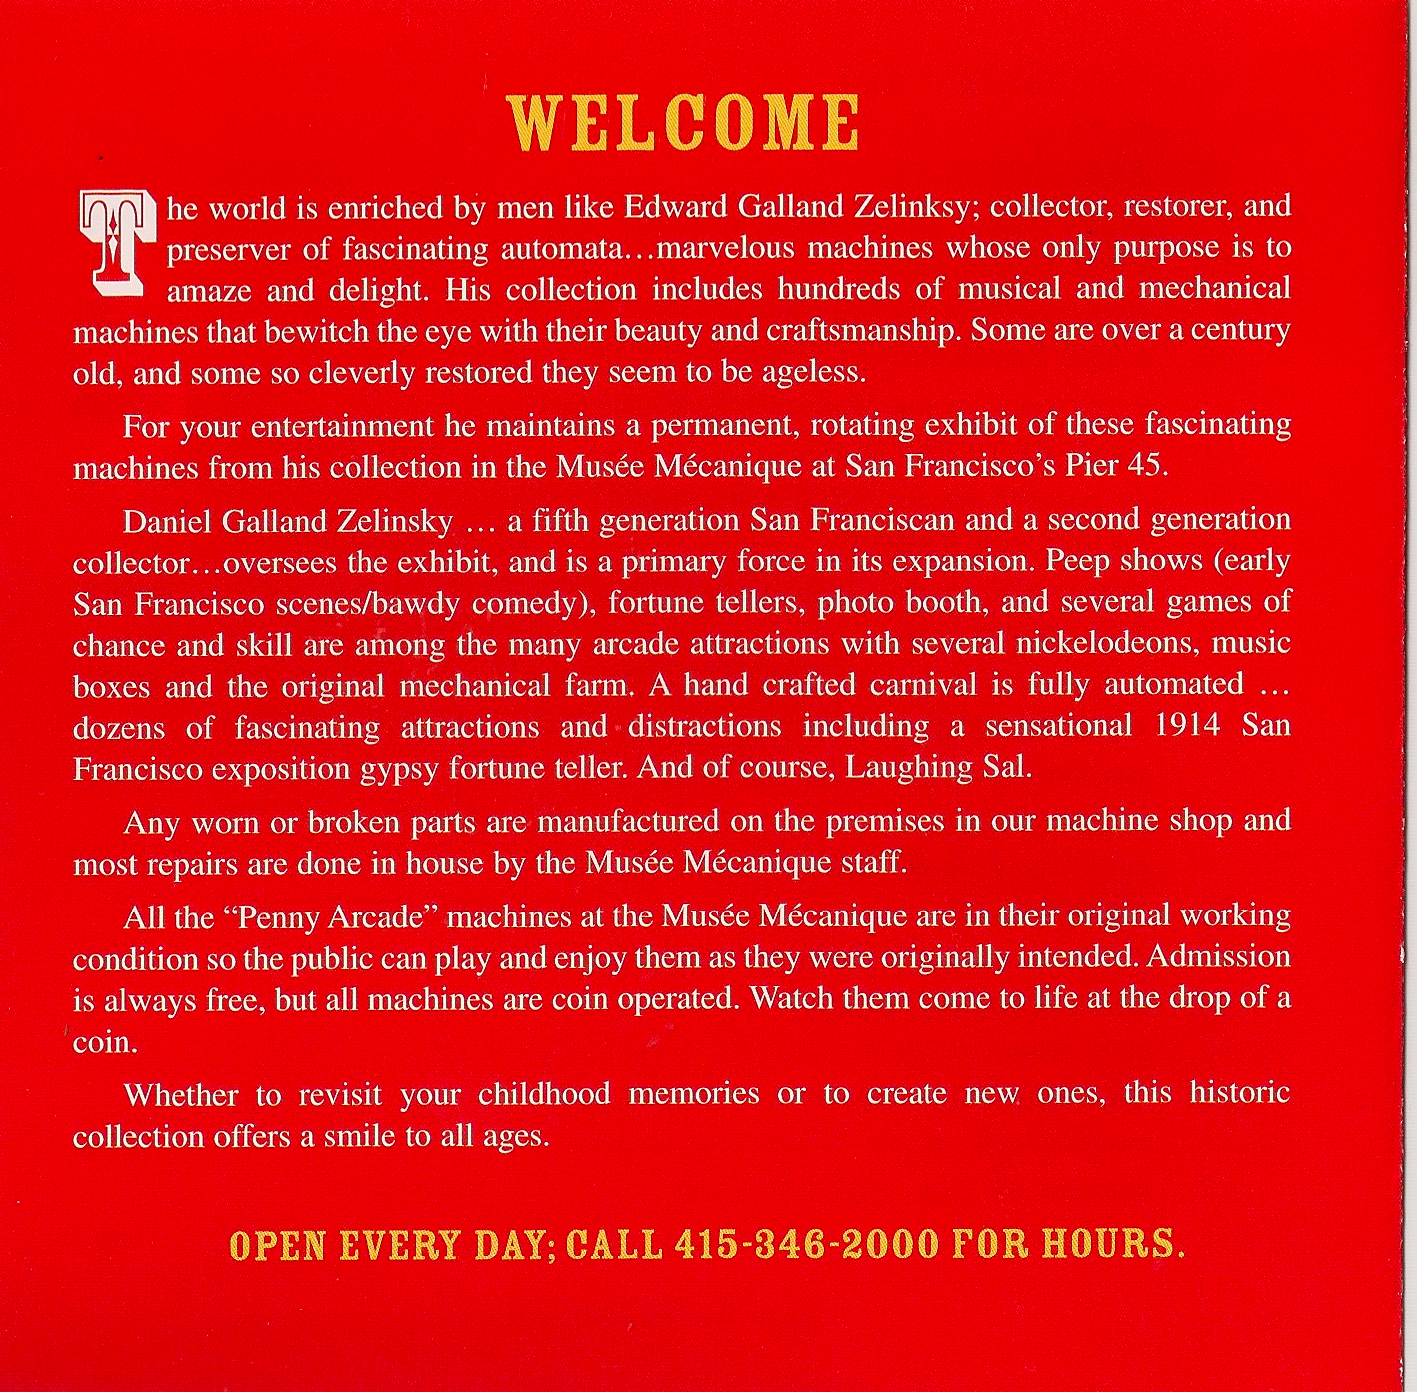 WELCOME
The world is enriched by men like Edward Galland Zelinksy; collector, restorer, and
preserver of fascinating automata…marvelous machines whose only purpose is to
amaze and delight. His collection includes hundreds of musical and mechanical
machines that bewitch the eye with their beauty and craftsmanship. Some are over a century
old, and some so cleverly restored they seem to be ageless.
For your entertainment he maintains a permanent, rotating exhibit of these fascinating
machines from his collection in the Musée Mécanique at San Francisco’s Pier 45.
Daniel Galland Zelinsky … a fifth generation San Franciscan and a second generation
collector…oversees the exhibit, and is a primary force in its expansion. Peep shows (early
San Francisco scenes/bawdy comedy), fortune tellers, photo booth, and several games of
chance and skill are among the many arcade attractions with several nickelodeons, music
boxes and the original mechanical farm. A hand crafted carnival is fully automated …
dozens of fascinating attractions and distractions including a sensational 1914 San
Francisco exposition gypsy fortune teller. And of course, Laughing Sal.
Any worn or broken parts are manufactured on the premises in our machine shop and
most repairs are done in house by the Musée Mécanique staff.
All the “Penny Arcade” machines at the Musée Mécanique are in their original working
condition so the public can play and enjoy them as they were originally intended. Admission
is always free, but all machines are coin operated. Watch them come to life at the drop of a
coin.
Whether to revisit your childhood memories or to create new ones, this historic
collection offers a smile to all ages.
OPEN EVERY DAY; CALL 415-346-2000 FOR HOURS.